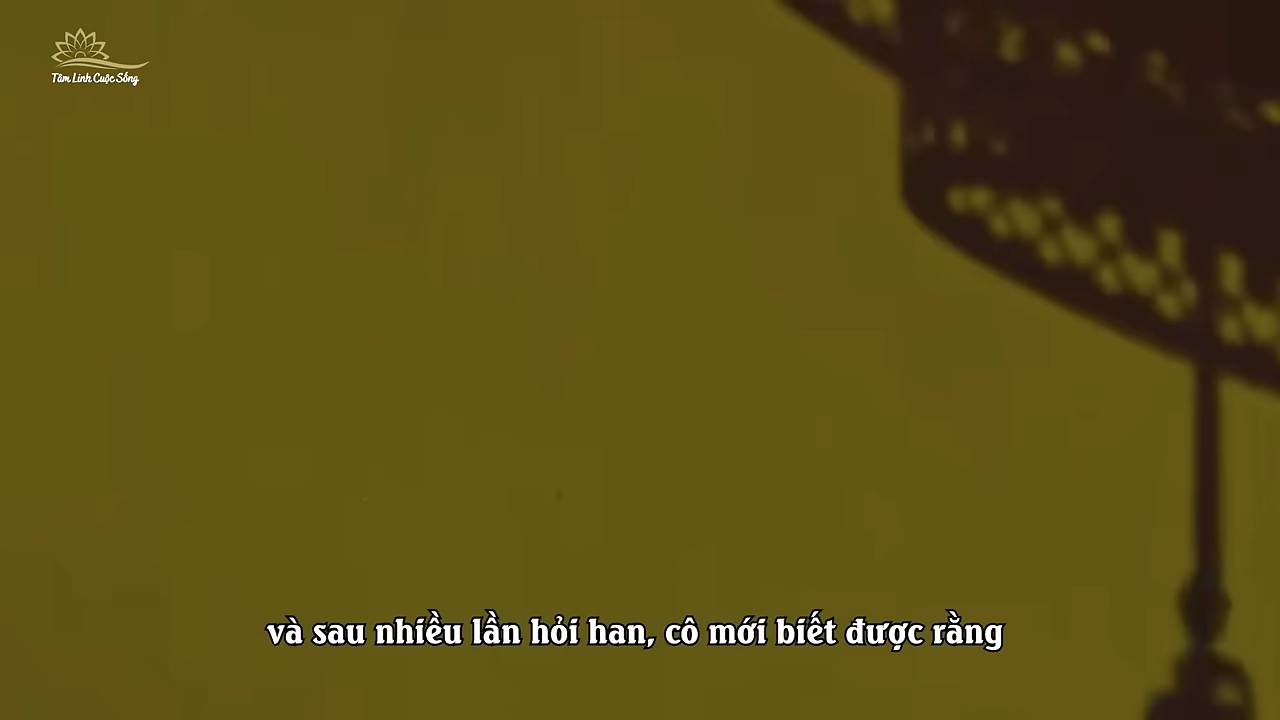 Tâm Linh Cuộc Sống
và sau nhiều lần hỏi han, cô mới biết được rằng